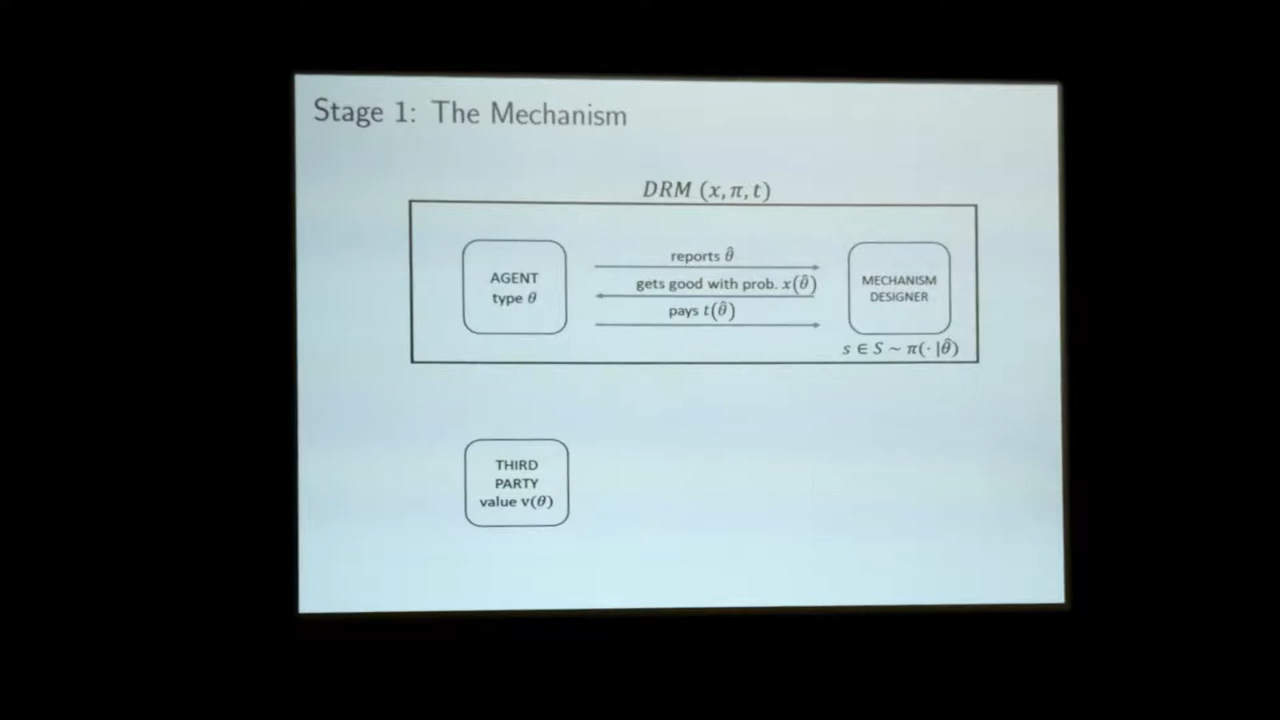 Stage 1: The Mechanism
DRM (x, π, t)
AGENT
type θ
reports θ̂
gets good with prob. x(θ̂)
pays t(θ̂)
MECHANISM
DESIGNER
s ∈ S ~ π(· |θ̂)
THIRD
PARTY
value v(θ)